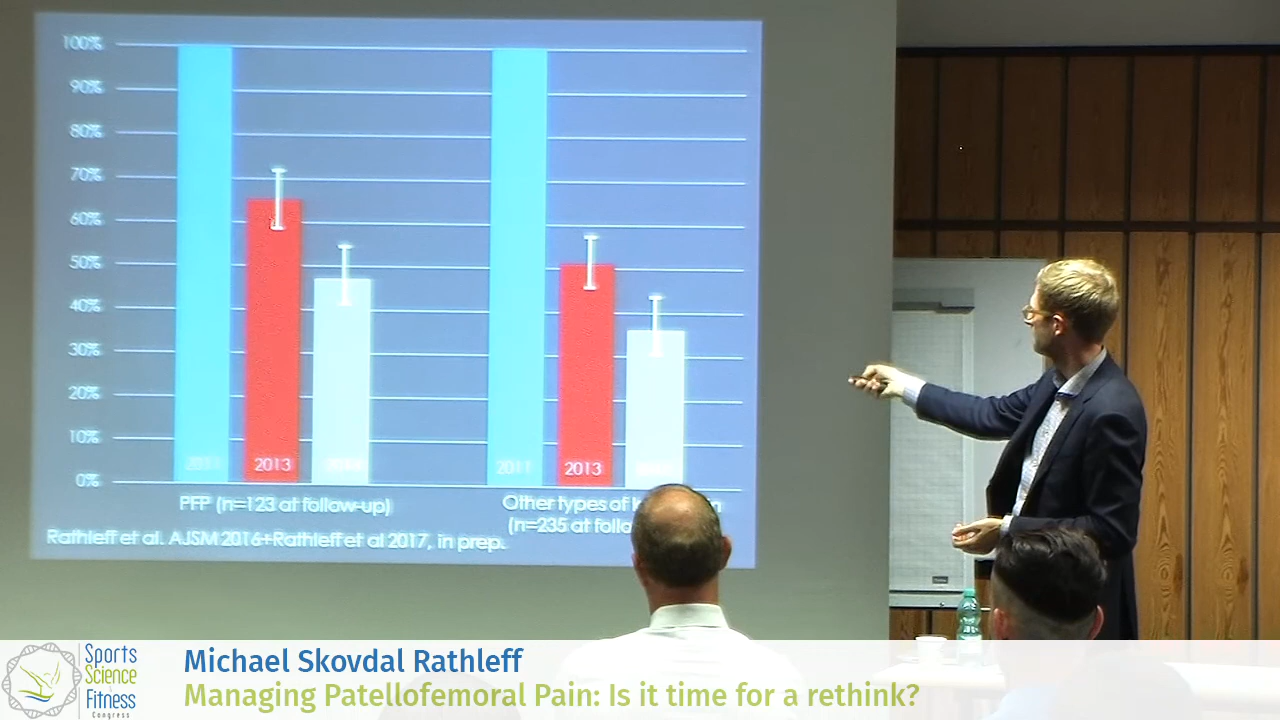 100%
90%
80%
70%
60%
50%
40%
30%
20%
10%
0%
2011
2013
2011
2013
PFP (n=123 at follow-up)
Other types of
(n=235 at
Rathleff et al. AJSM 2016+Rathleff et al 2017, in prep.
Sports
Science
Fitness
Congress
Michael Skovdal Rathleff
Managing Patellofemoral Pain: Is it time for a rethink?